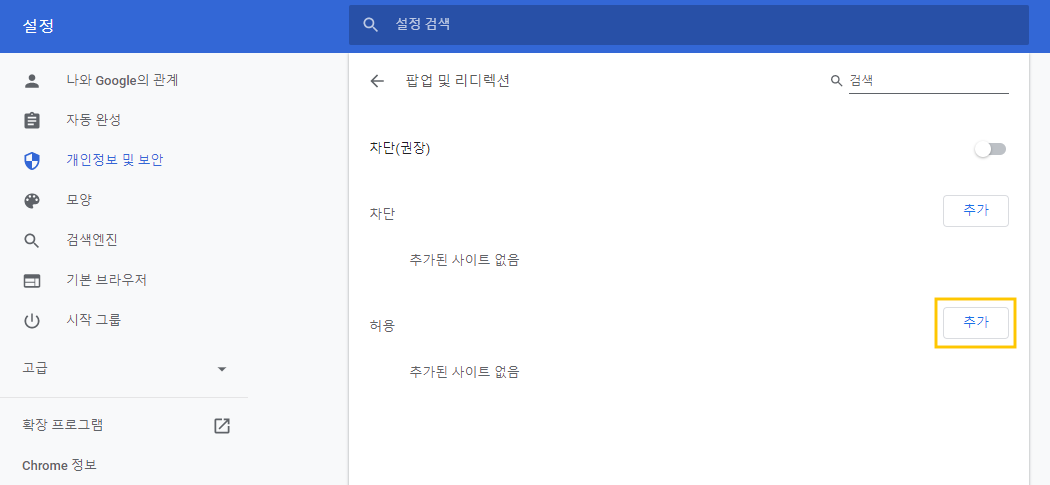 설정
설정 검색
나와 Google의 관계
자동 완성
개인정보 및 보안
모양
검색엔진
기본 브라우저
시작 그룹
고급
확장 프로그램
Chrome 정보
팝업 및 리디렉션
검색
차단(권장)
차단
추가
추가된 사이트 없음
허용
추가
추가된 사이트 없음